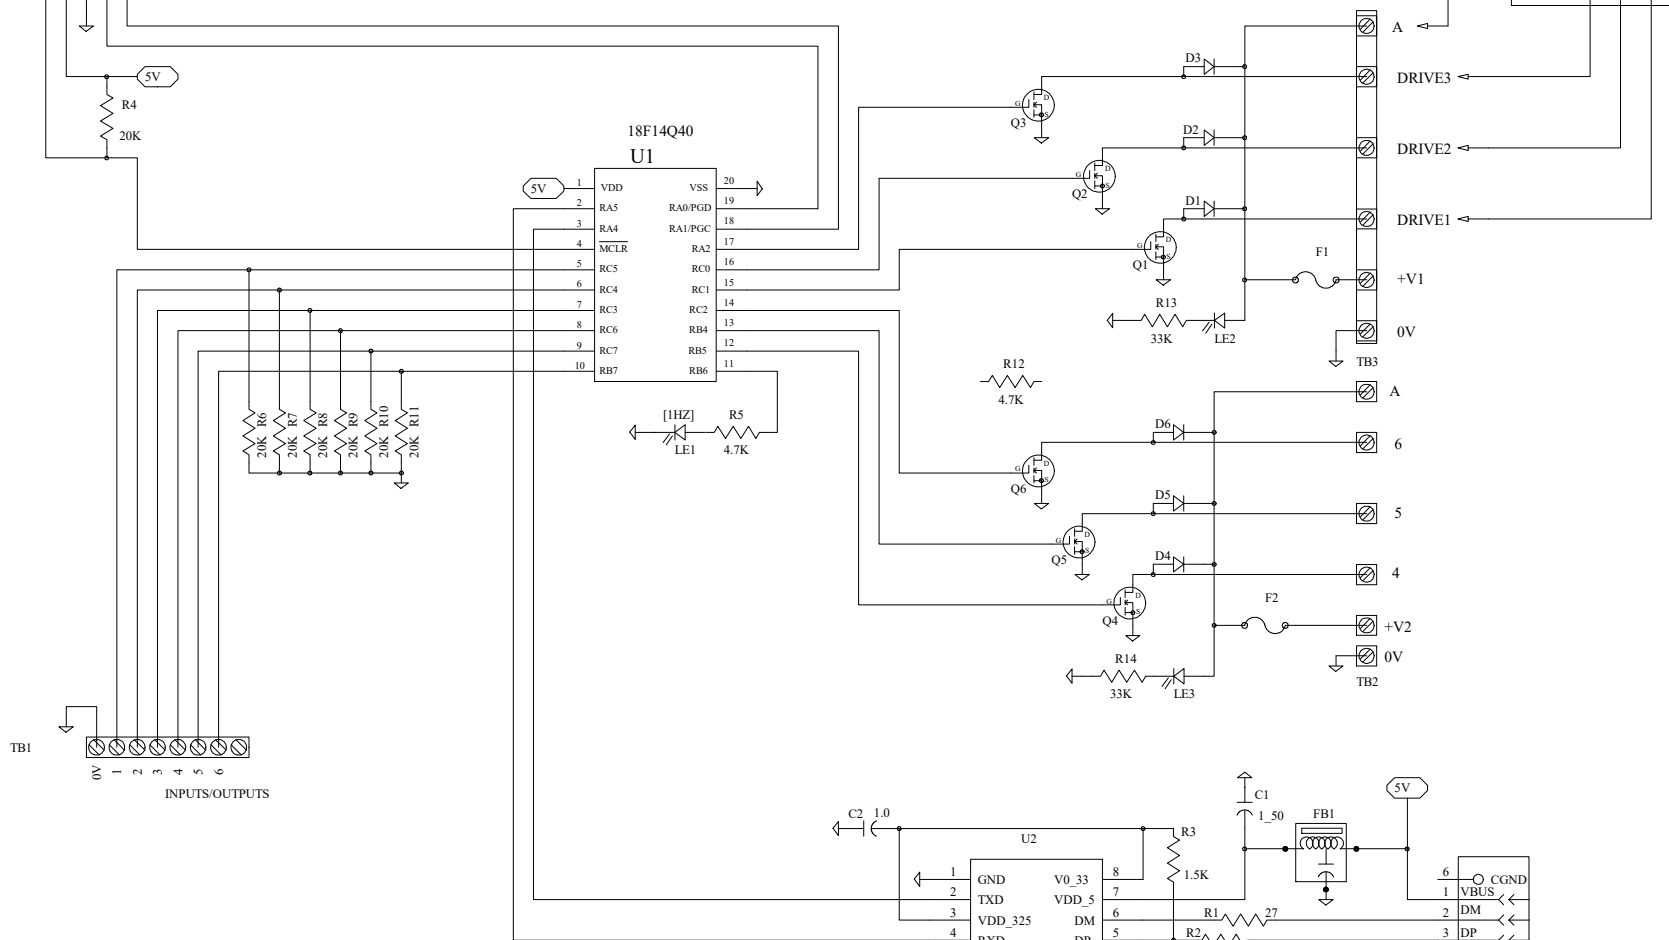 A
D3
5V
DRIVE3
R4
G D S
Q3
20K
18F14Q40
D2
U1
DRIVE2
G D S
Q2
5V 1 VDD VSS 20
2 RA5 RA0/PGD 19
D1
3 RA4 RA1/PGC 18
DRIVE1
4 MCLR RA2 17
G D S
Q1
F1
5 RC5 RC0 16
+V1
6 RC4 RC1 15
R13
7 RC3 RC2 14
33K
LE2
8 RC6 RB4 13
0V
9 RC7 RB5 12
TB3
10 RB7 RB6 11
R12
4.7K
A
20K R6
20K R7
20K R8
20K R9
20K R10
20K R11
[1HZ]
LE1
R5
4.7K
D6
6
G D S
Q6
D5
5
G D S
Q5
D4
4
G D S
Q4
F2
+V2
R14
33K
LE3
0V
TB2
TB1
0V 1 2 3 4 5 6
INPUTS/OUTPUTS
5V
C1
1_50
C2 1.0
FB1
U2
R3
1.5K
1 GND V0_33 8
2 TXD VDD_5 7
3 VDD_325 DM 6
4 RXD DP 5
R1 27
R2
6 CGND
1 VBUS
2 DM
3 DP